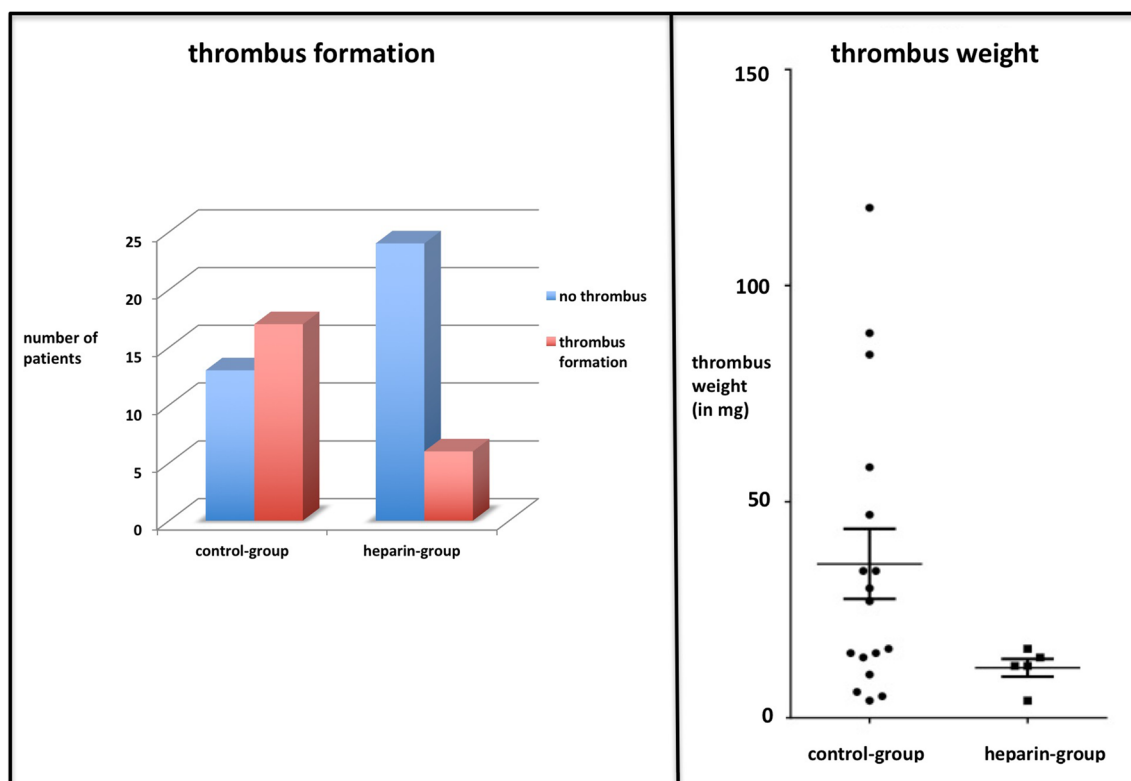 thrombus formation
25
20
15
10
5
0
number of
patients
control-group
heparin-group
no thrombus
thrombus
formation
thrombus weight
150
100
50
0
thrombus
weight
(in mg)
control-group
heparin-group